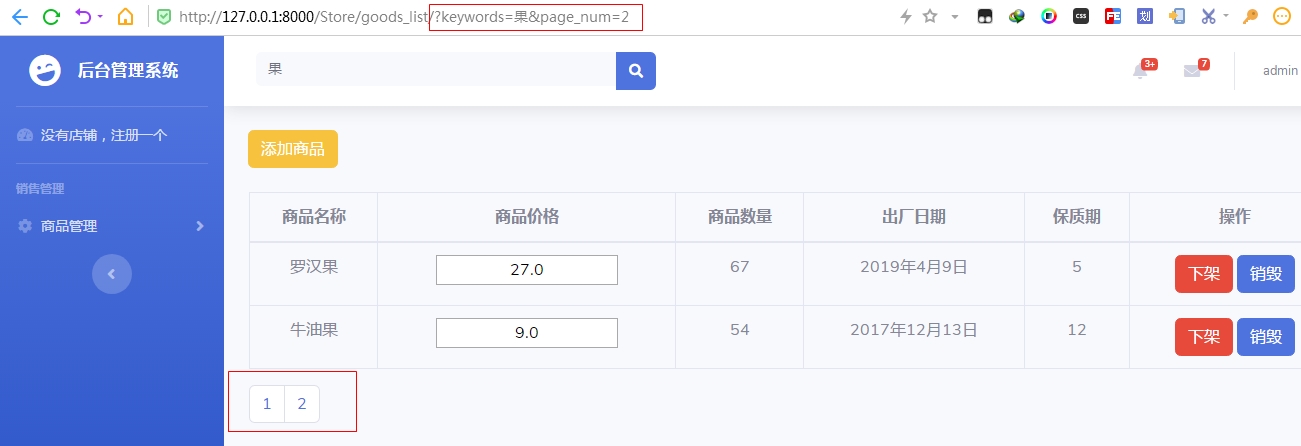 http://127.0.0.1:8000/Store/goods_list/?keywords=果&page_num=2
css
FE
划
后台管理系统
果
3+
7
admin
没有店铺，注册一个
添加商品
销售管理
商品管理
商品名称 商品价格 商品数量 出厂日期 保质期 操作
罗汉果 27.0 67 2019年4月9日 5 下架 销毁
牛油果 9.0 54 2017年12月13日 12 下架 销毁
1 2